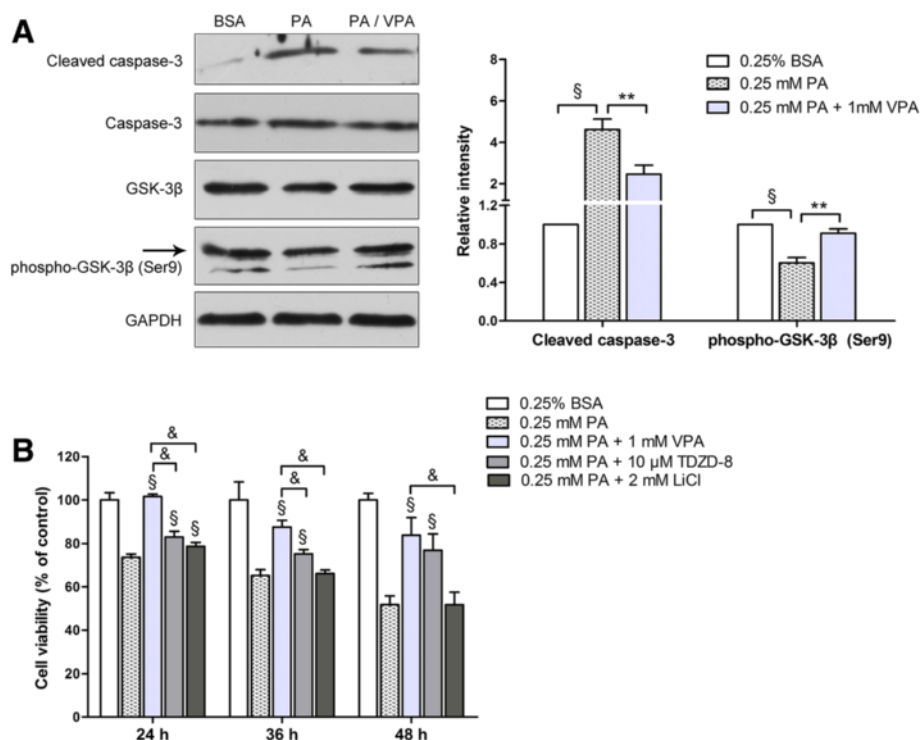 A
BSA PA PA / VPA
Cleaved caspase-3
Caspase-3
GSK-3β
phospho-GSK-3β (Ser9)
GAPDH
0.25% BSA
0.25 mM PA
0.25 mM PA + 1mM VPA
Relative intensity
8
6
4
2
1.2
0.8
0.4
0.0
§ **
§ **
Cleaved caspase-3 phospho-GSK-3β (Ser9)
B
0.25% BSA
0.25 mM PA
0.25 mM PA + 1 mM VPA
0.25 mM PA + 10 µM TDZD-8
0.25 mM PA + 2 mM LiCl
Cell viability (% of control)
120
100
80
60
40
20
0
&
&
§
§
§
&
&
§
§
&
§
§
24 h 36 h 48 h